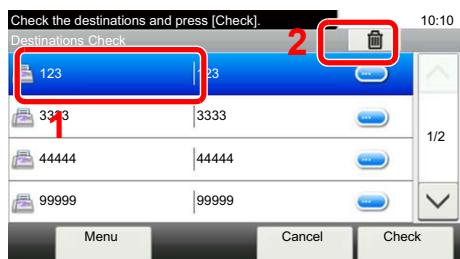 Check the destinations and press [Check].
10:10
Destinations Check
2
123 123
3333 3333
1
1/2
44444 44444
99999 99999
Menu Cancel Check